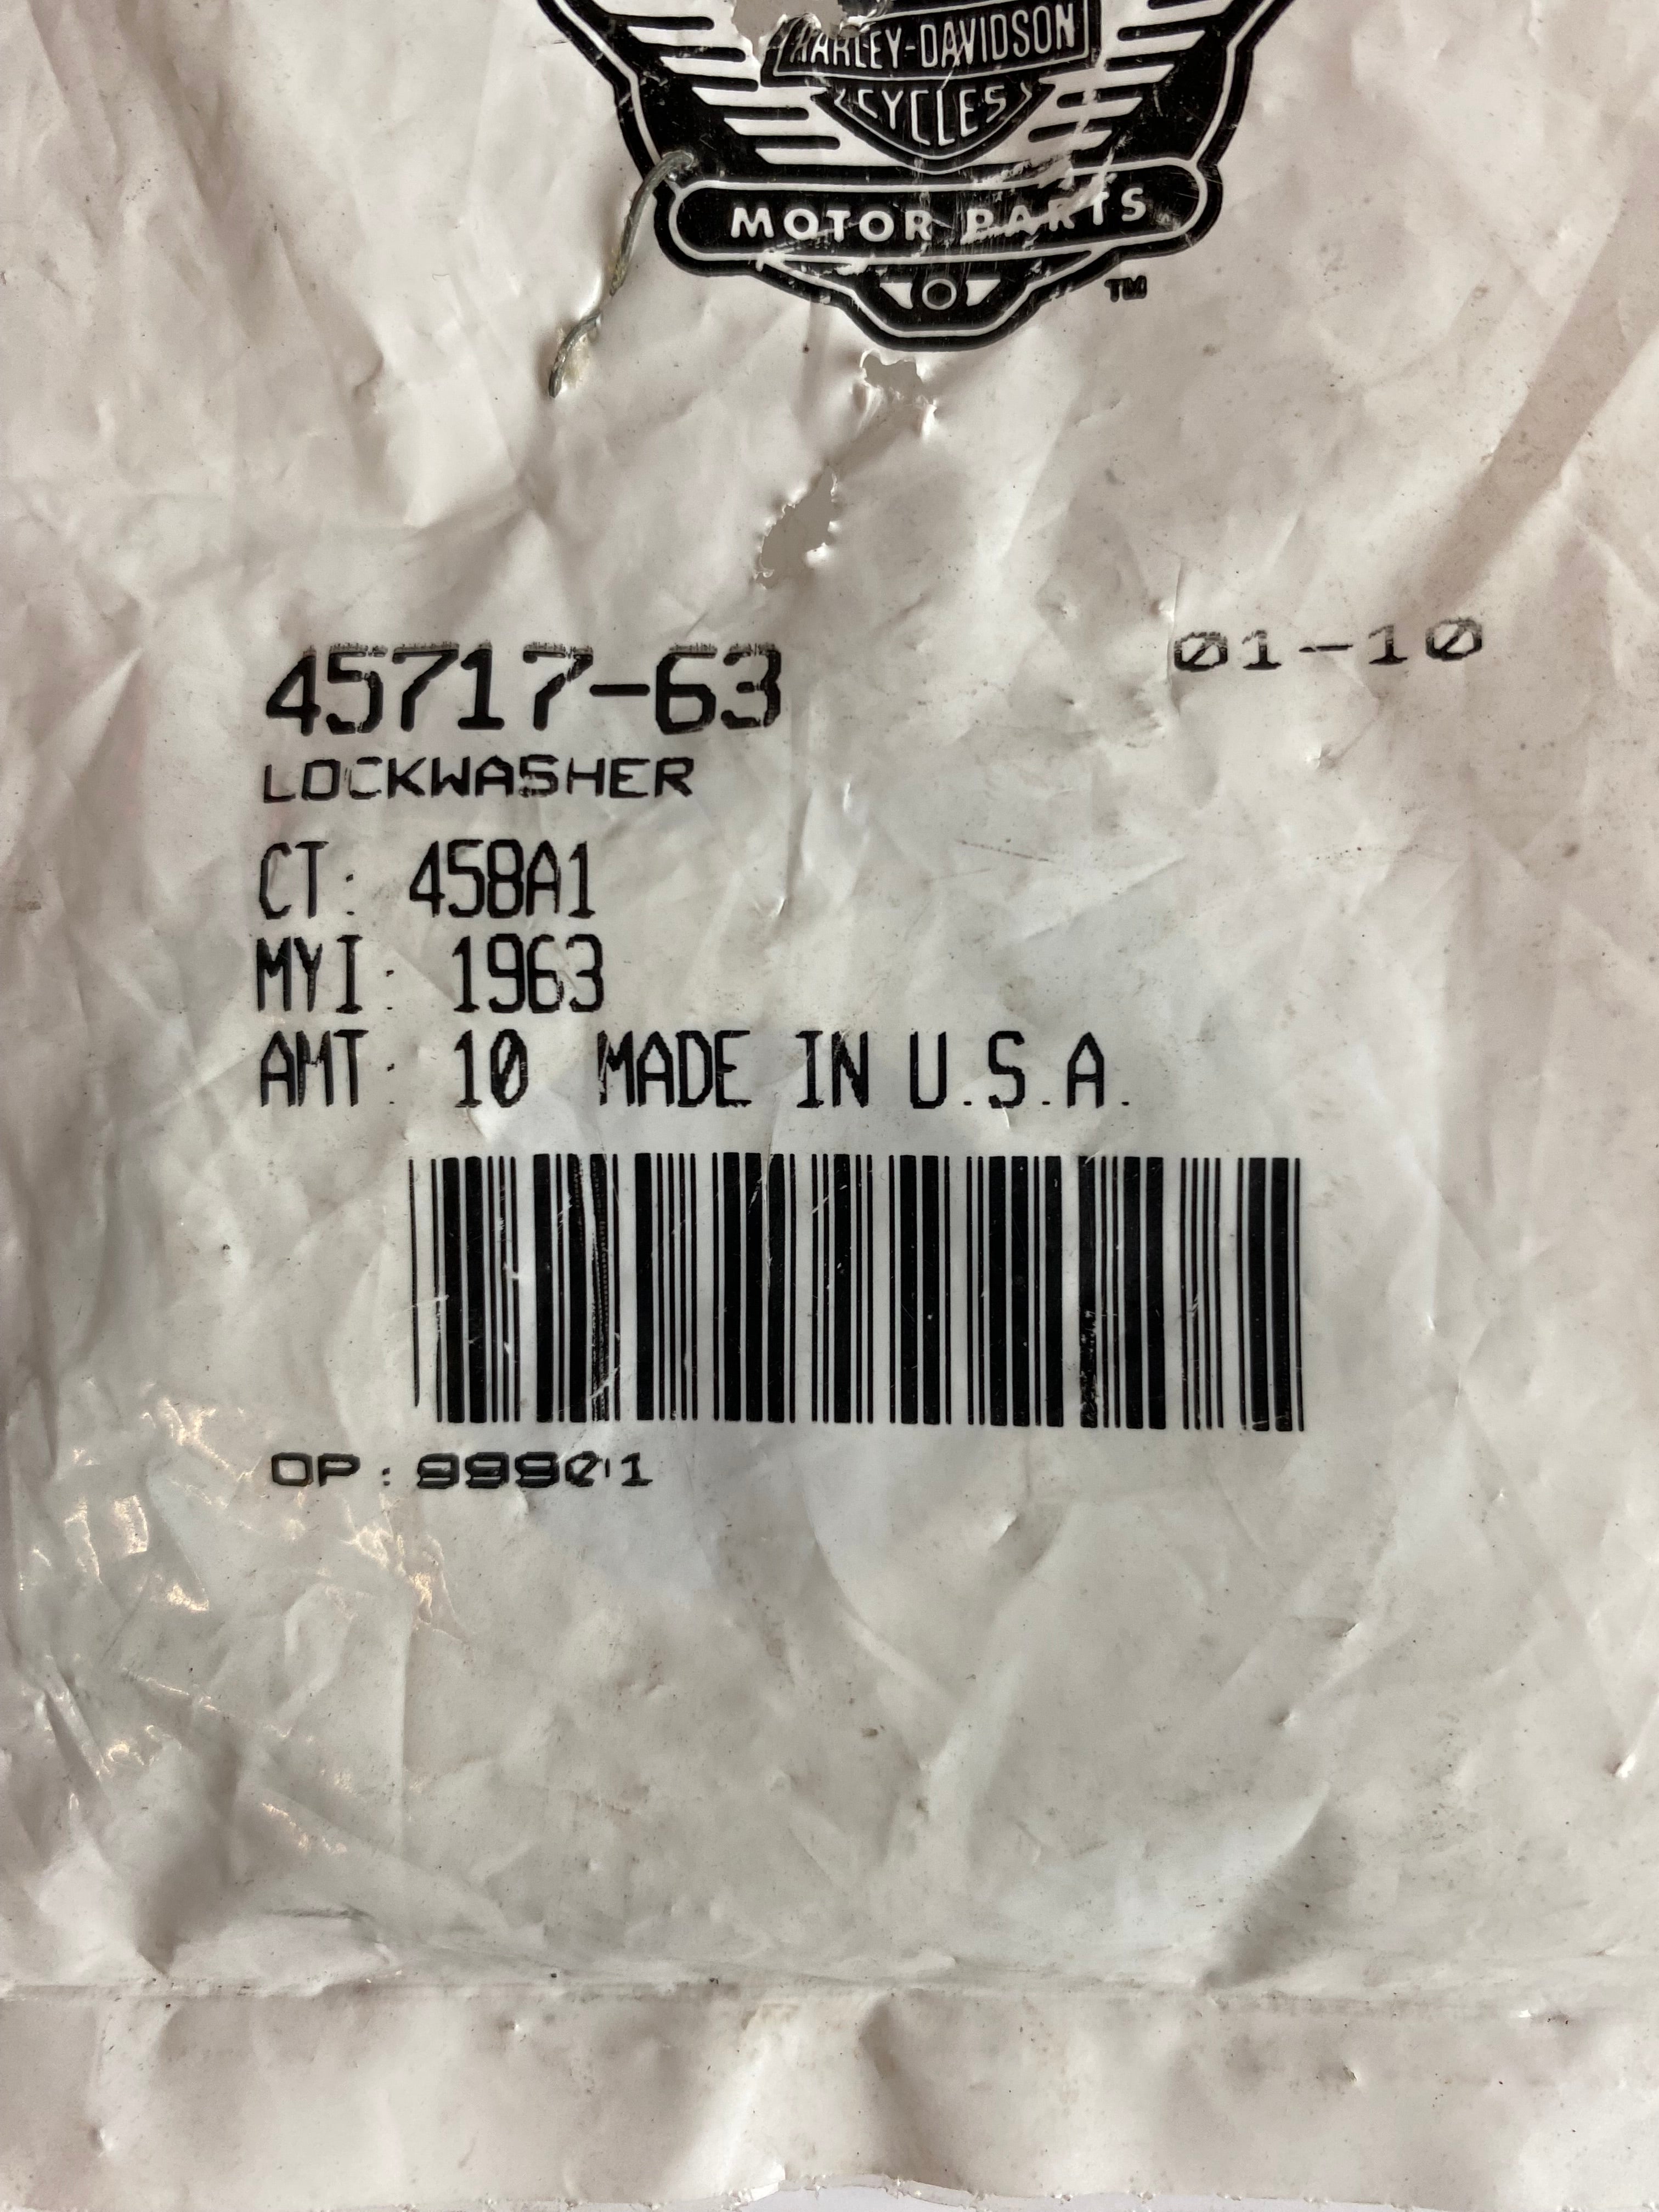 HARLEY-DAVIDSON
CYCLES
MOTOR PARTS
TM
45717-63
01-10
LOCKWASHER
CT: 458A1
MYI: 1963
AMT: 10 MADE IN U.S.A.
OP: 99901